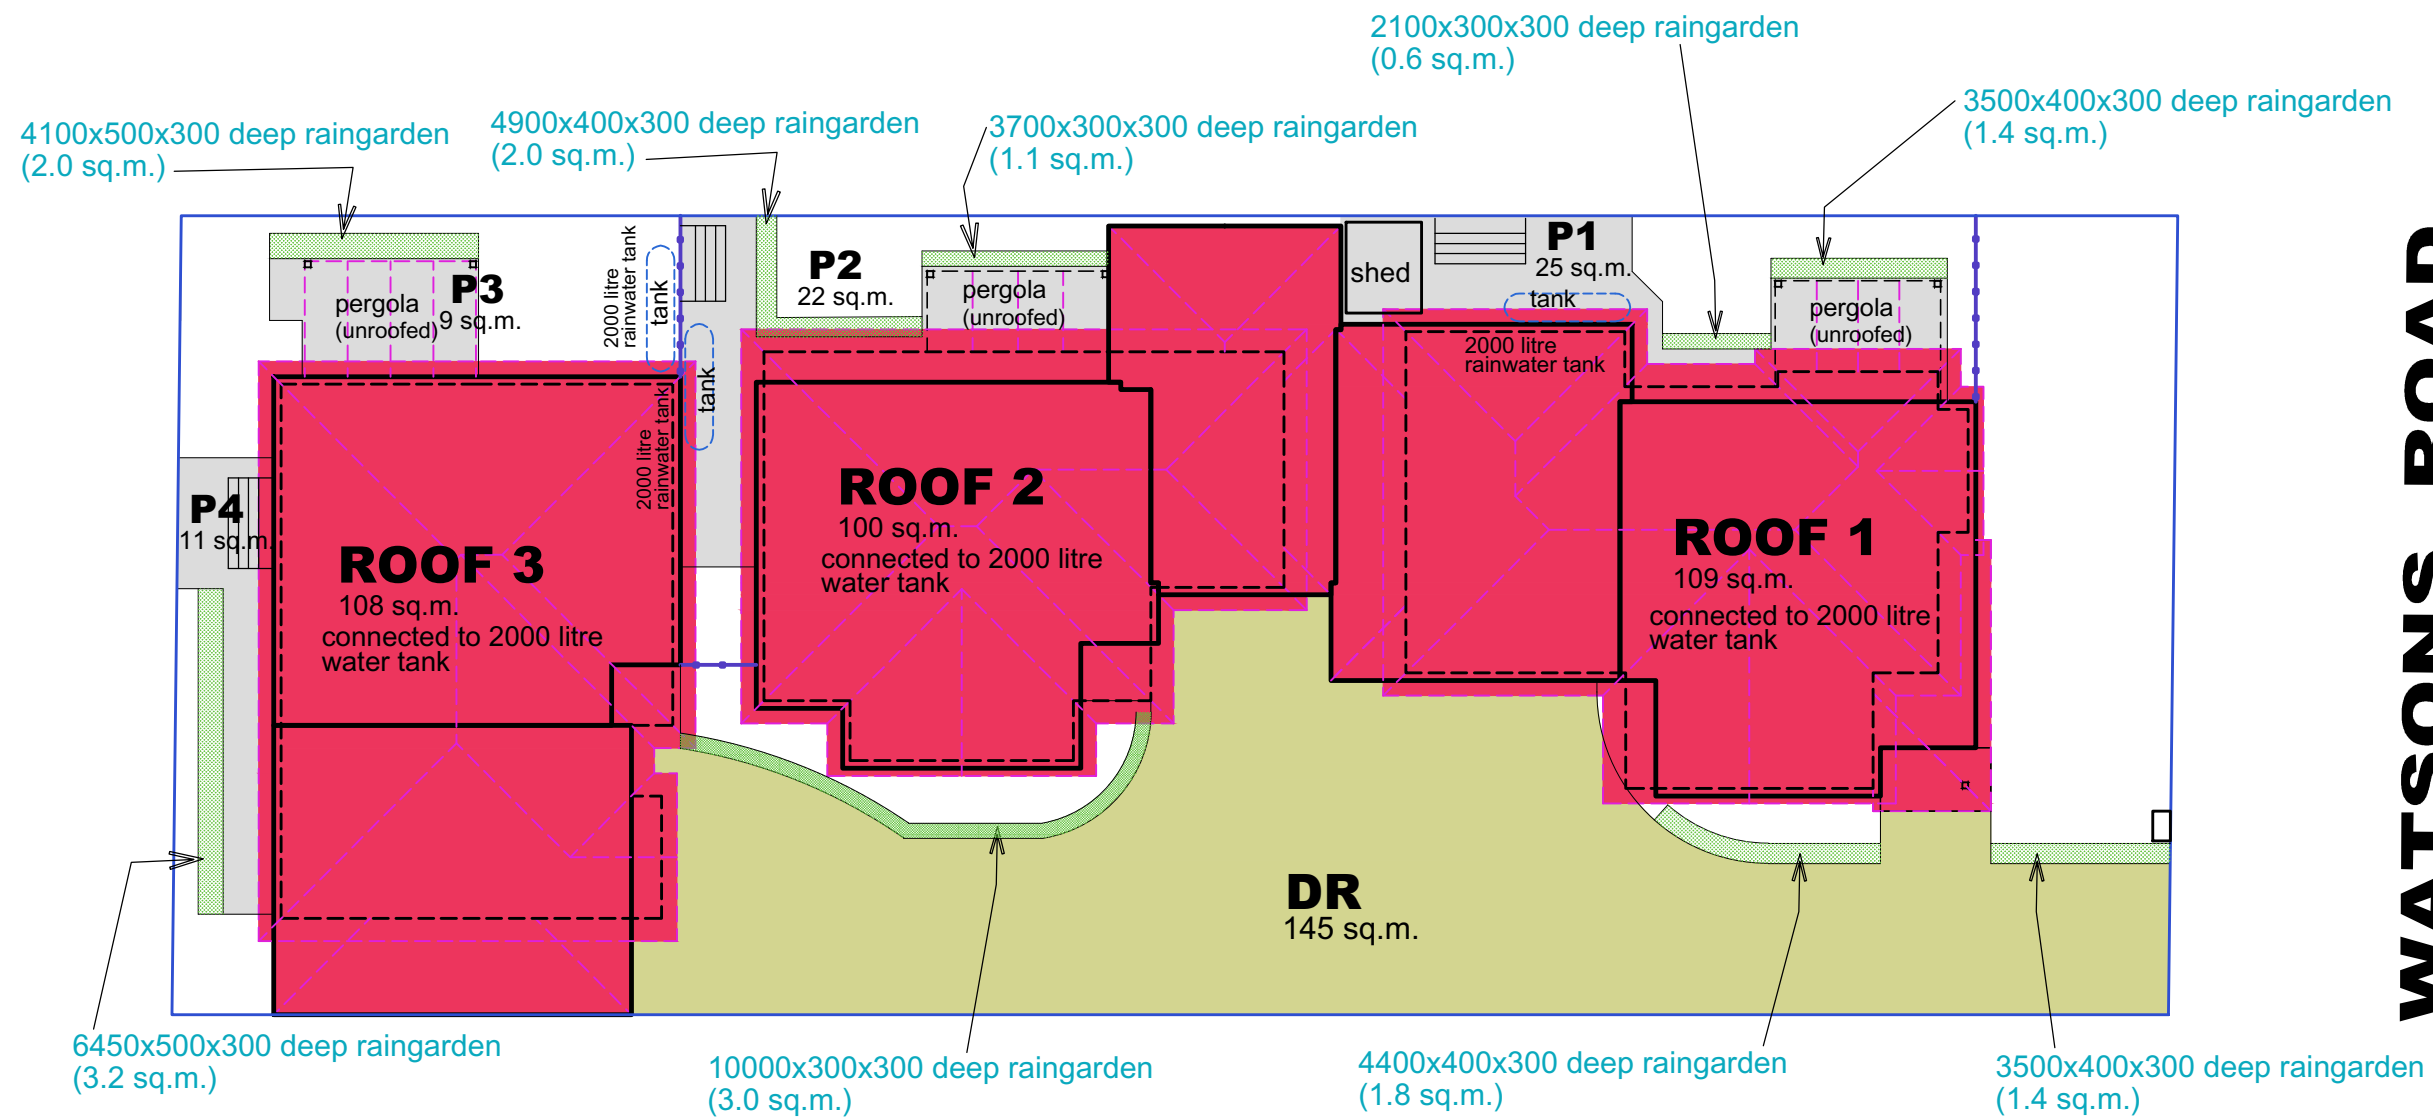 2100x300x300 deep raingarden
(0.6 sq.m.)
3500x400x300 deep raingarden
(1.4 sq.m.)
4100x500x300 deep raingarden
(2.0 sq.m.)
4900x400x300 deep raingarden
(2.0 sq.m.)
3700x300x300 deep raingarden
(1.1 sq.m.)
P3
9 sq.m.
pergola
(unroofed)
2000 litre
rainwater tank
tank
P2
22 sq.m.
pergola
(unroofed)
shed
P1
25 sq.m.
tank
2000 litre
rainwater tank
pergola
(unroofed)
tank
2000 litre
rainwater tank
P4
11 sq.m.
ROOF 3
108 sq.m.
connected to 2000 litre
water tank
ROOF 2
100 sq.m.
connected to 2000 litre
water tank
ROOF 1
109 sq.m.
connected to 2000 litre
water tank
DR
145 sq.m.
WATSONS ROAD
6450x500x300 deep raingarden
(3.2 sq.m.)
10000x300x300 deep raingarden
(3.0 sq.m.)
4400x400x300 deep raingarden
(1.8 sq.m.)
3500x400x300 deep raingarden
(1.4 sq.m.)